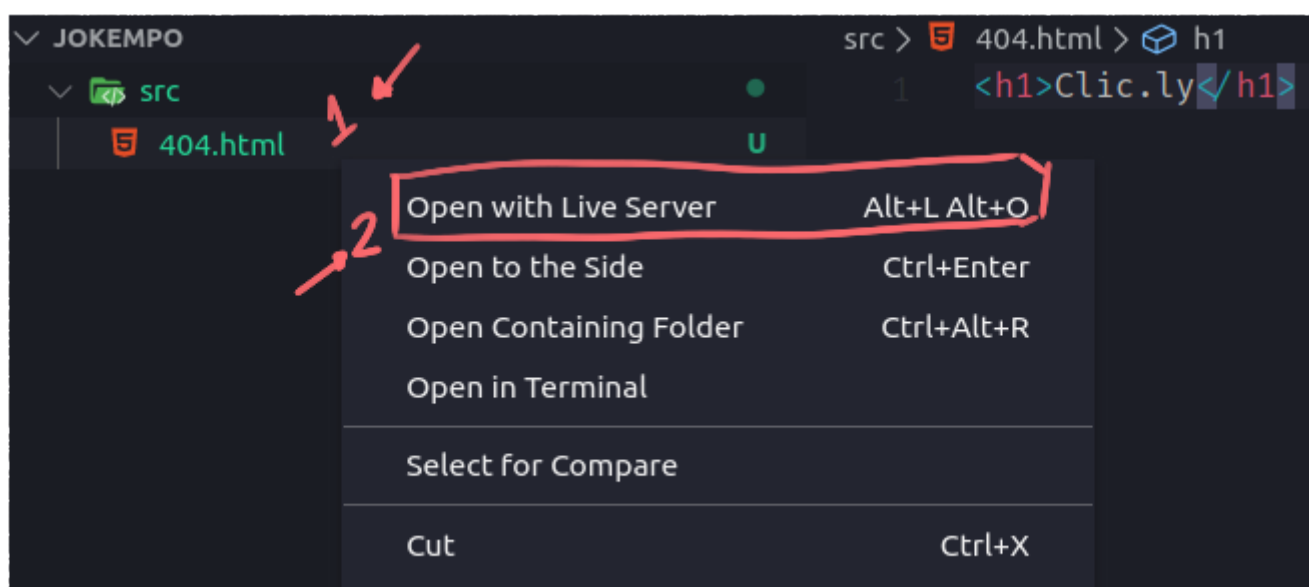 JOKEMPO
src > 404.html > h1
src
1 <h1>Clic.ly</h1>
404.html U
1
Open with Live Server Alt+L Alt+O
2
Open to the Side Ctrl+Enter
Open Containing Folder Ctrl+Alt+R
Open in Terminal
Select for Compare
Cut Ctrl+X